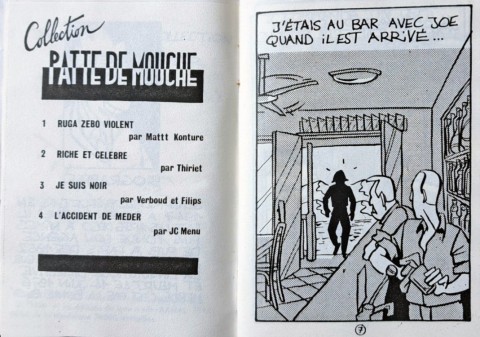 Collection
PATTE DE MOUCHE
1 RUGA ZEBO VIOLENT
par Mattt Konture
2 RICHE ET CELEBRE
par Thiriet
3 JE SUIS NOIR
par Verboud et Filips
4 L'ACCIDENT DE MEDER
par JC Menu
J'ÉTAIS AU BAR AVEC JOE
QUAND IL EST ARRIVÉ...
7